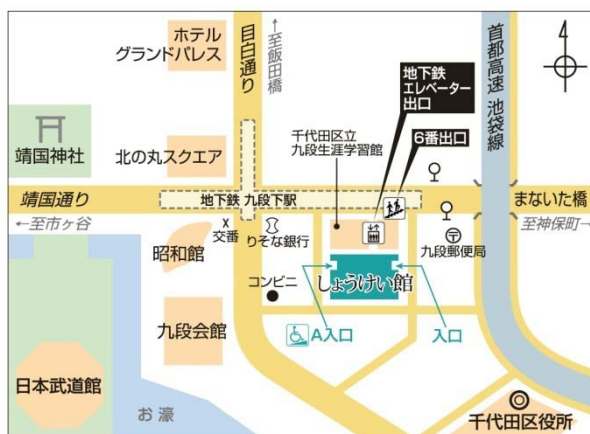 ホテル
グランドパレス
目白通り
↑至飯田橋
首都高速 池袋線
4
地下鉄
エレベーター
出口
千代田区立
九段生涯学習館
6番出口
靖国神社
北の丸スクエア
靖国通り
地下鉄 九段下駅
まないた橋
←至市ヶ谷
至神保町→
X
交番
りそな銀行
〒
九段郵便局
昭和館
コンビニ
しょうけい館
九段会館
A入口
入口
日本武道館
お濠
千代田区役所